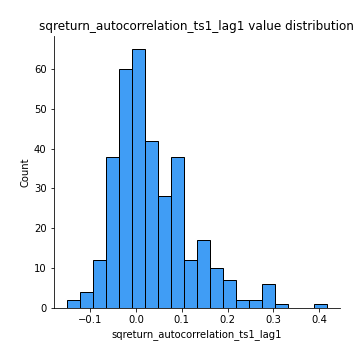 sqreturn_autocorrelation_ts1_lag1 value distribution
60
50
40
30
20
10
0
Count
−0.1 0.0 0.1 0.2 0.3 0.4
sqreturn_autocorrelation_ts1_lag1